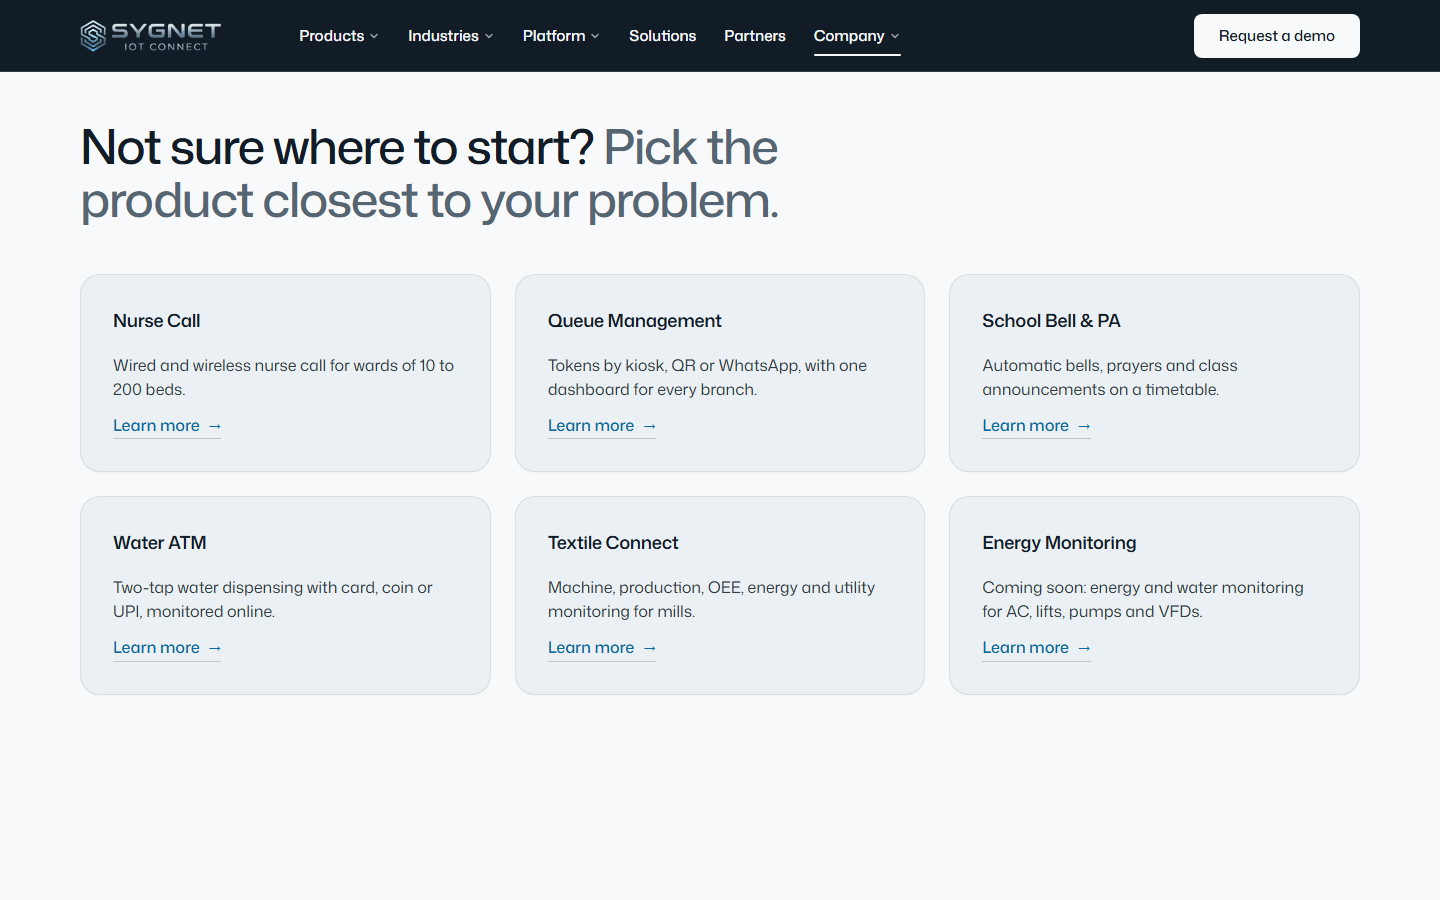 SYGNET
IOT CONNECT
Products
Industries
Platform
Solutions
Partners
Company
Request a demo
Not sure where to start? Pick the
product closest to your problem.
Nurse Call
Wired and wireless nurse call for wards of 10 to
200 beds.
Learn more →
Queue Management
Tokens by kiosk, QR or WhatsApp, with one
dashboard for every branch.
Learn more →
School Bell & PA
Automatic bells, prayers and class
announcements on a timetable.
Learn more →
Water ATM
Two-tap water dispensing with card, coin or
UPI, monitored online.
Learn more →
Textile Connect
Machine, production, OEE, energy and utility
monitoring for mills.
Learn more →
Energy Monitoring
Coming soon: energy and water monitoring
for AC, lifts, pumps and VFDs.
Learn more →